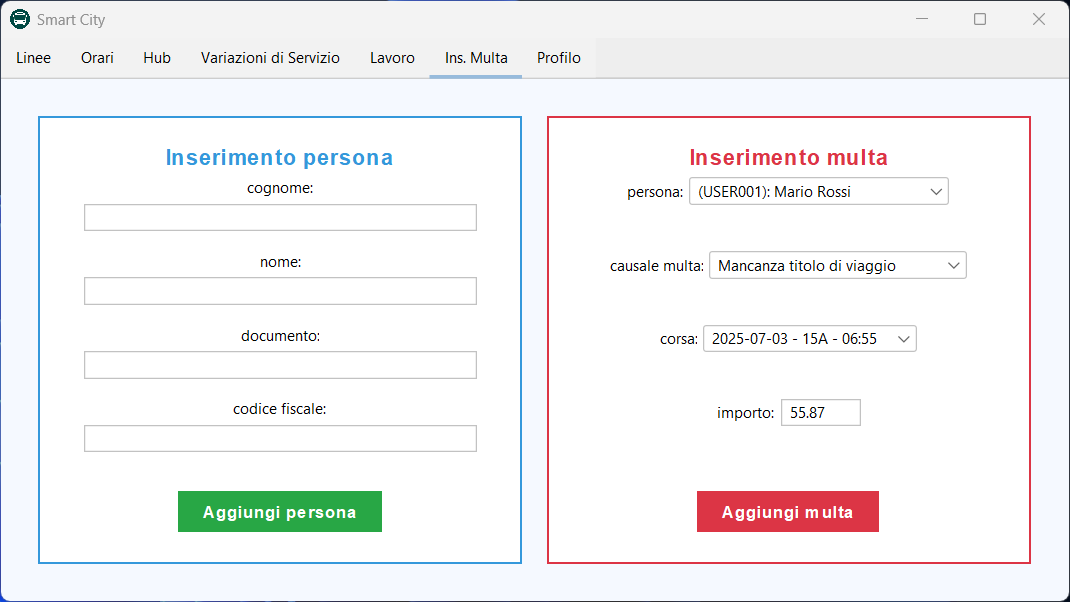 Smart City
Linee Orari Hub Variazioni di Servizio Lavoro Ins. Multa Profilo
Inserimento persona
cognome:
nome:
documento:
codice fiscale:
Aggiungi persona
Inserimento multa
persona: (USER001): Mario Rossi
causale multa: Mancanza titolo di viaggio
corsa: 2025-07-03 - 15A - 06:55
importo: 55.87
Aggiungi multa